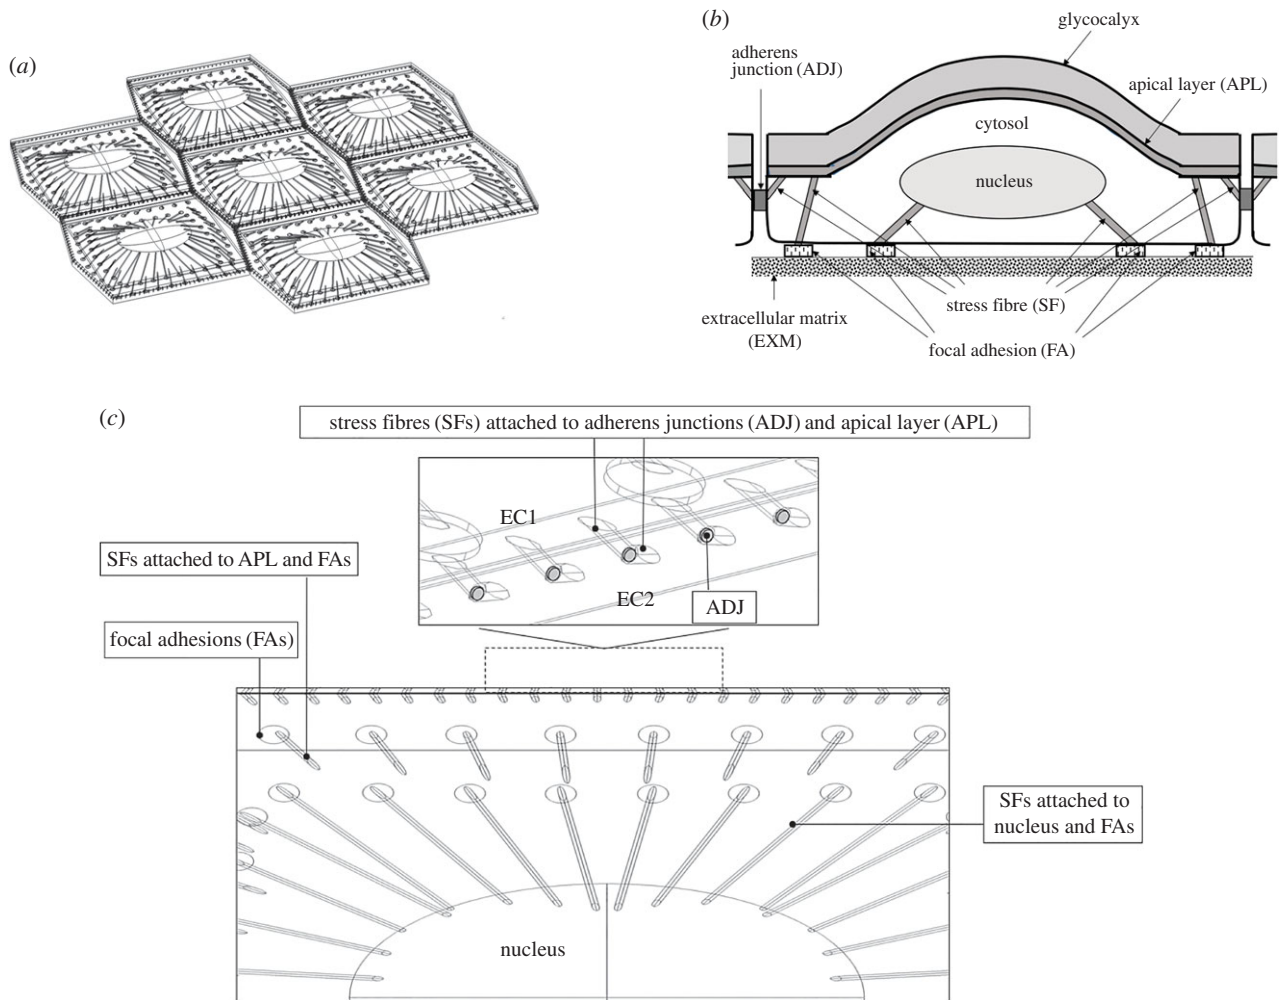 (a)
(b)
glycocalyx
adherens
junction (ADJ)
apical layer (APL)
cytosol
nucleus
stress fibre (SF)
extracellular matrix
(EXM)
focal adhesion (FA)
(c)
stress fibres (SFs) attached to adherens junctions (ADJ) and apical layer (APL)
EC1
SFs attached to APL and FAs
EC2
ADJ
focal adhesions (FAs)
SFs attached to
nucleus and FAs
nucleus